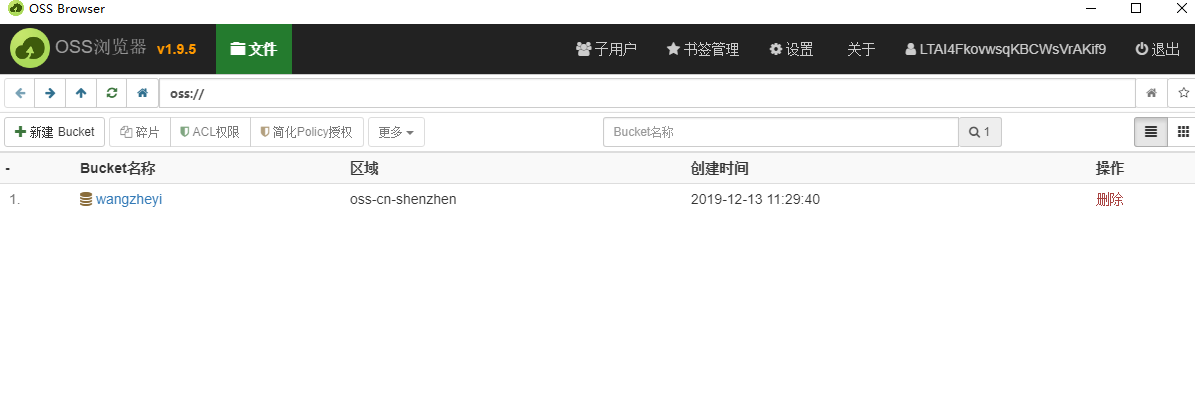 OSS Browser
OSS浏览器 v1.9.5 文件 子用户 书签管理 设置 关于 LTAI4FkovwsqKBCWsVrAKif9 退出
oss://
新建 Bucket 碎片 ACL权限 简化Policy授权 更多 Bucket名称 1
- Bucket名称 区域 创建时间 操作
1. wangzheyi oss-cn-shenzhen 2019-12-13 11:29:40 删除